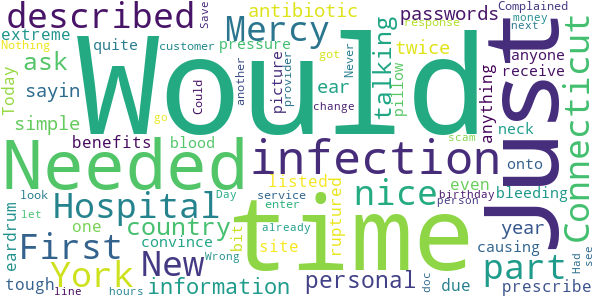 described
extreme
Nothing
quite
customer
Save
Mercy
antibiotic
pressure
another
provider
picture
Could
got
Never
ear
change
money
response
passwords
twice
talking
pillow
Complained
next
anyone
receive
anything
scam
neck
Today
ask
sayin
go
simple
benefits
blood
Would
Just
Connecticut
Needed
infection
time
nice
listed
even
onto
bleeding
birthday
person
look
let
Hospital
Day
service
enter
already
ruptured
eardrum
one
country
First
convince
Wrong
bit
site
New
York
tough
line
hours
information
personal
doc
due
part
year
causing
prescribe
Had
see